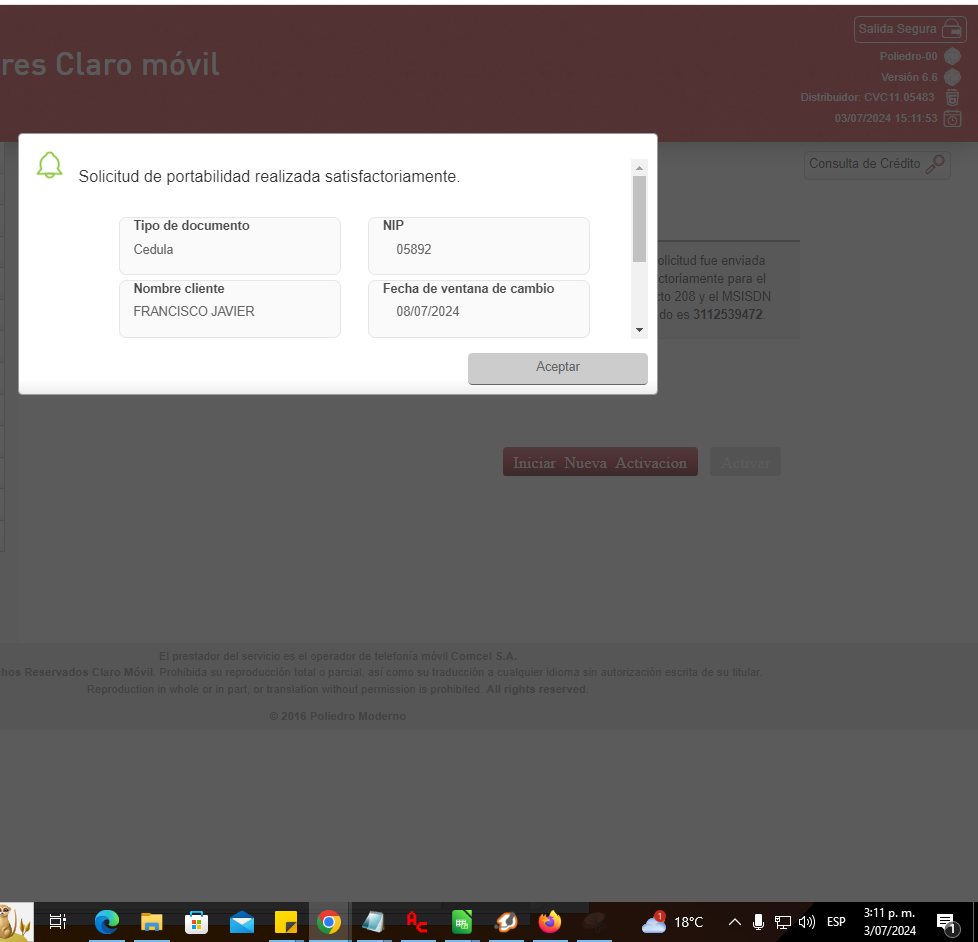 Salida Segura
res Claro móvil
Poliedro-00
Versión 6.6
Distribuidor: CVC11.05483
03/07/2024 15:11:53
Consulta de Crédito
Solicitud de portabilidad realizada satisfactoriamente.
Tipo de documento
Cedula
NIP
05892
Nombre cliente
FRANCISCO JAVIER
Fecha de ventana de cambio
08/07/2024
Aceptar
olicitud fue enviada
ctoriamente para el
to 208 y el MSISDN
do es 3112539472.
Iniciar Nueva Activacion
Activar
El prestador del servicio es el operador de telefonía móvil Comcel S.A.
hos Reservados Claro Móvil. Prohibida su reproducción total o parcial, así como su traducción a cualquier idioma sin autorización escrita de su titular.
Reproduction in whole or in part, or translation without permission is prohibited. All rights reserved.
© 2016 Poliedro Moderno
1
18°C
ESP
3:11 p. m.
3/07/2024
1